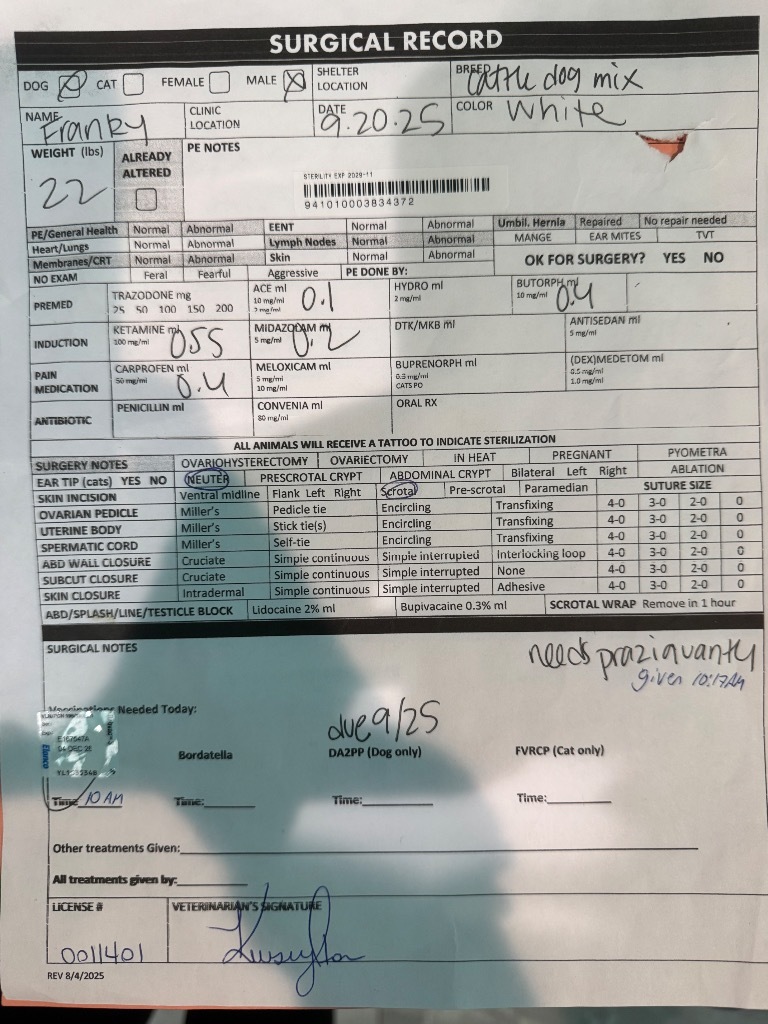 SURGICAL RECORD
DOG CAT FEMALE MALE SHELTER LOCATION BREED Cattle dog mix
NAME Franky CLINIC LOCATION DATE 9.20.25 COLOR White
WEIGHT (lbs) 22 ALREADY ALTERED PE NOTES
STERILITY EXP 2029-11
941010003834372
PE/General Health Normal Abnormal EENT Normal Abnormal Umbil. Hernia Repaired No repair needed
Heart/Lungs Normal Abnormal Lymph Nodes Normal Abnormal MANGE EAR MITES TVT
Membranes/CRT Normal Abnormal Skin Normal Abnormal OK FOR SURGERY? YES NO
NO EXAM Feral Fearful Aggressive PE DONE BY:
PREMED TRAZODONE mg 25 50 100 150 200 ACE ml 10 mg/ml 0.1 HYDRO ml 2 mg/ml BUTORPH ml 10 mg/ml 0.4
INDUCTION KETAMINE ml 100 mg/ml 055 MIDAZOLAM ml 5 mg/ml 0.2 DTK/MKB ml ANTISEDAN ml 5 mg/ml
PAIN MEDICATION CARPROFEN ml 50 mg/ml 0.4 MELOXICAM ml 5 mg/ml 10 mg/ml BUPRENORPH ml 0.3 mg/ml CATS PO (DEX)MEDETOM ml 0.5 mg/ml 1.0 mg/ml
ANTIBIOTIC PENICILLIN ml CONVENIA ml 80 mg/ml ORAL RX
ALL ANIMALS WILL RECEIVE A TATTOO TO INDICATE STERILIZATION
SURGERY NOTES OVARIOHYSTERECTOMY OVARIECTOMY IN HEAT PREGNANT PYOMETRA
EAR TIP (cats) YES NO NEUTER PRESCROTAL CRYPT ABDOMINAL CRYPT Bilateral Left Right ABLATION
SKIN INCISION Ventral midline Flank Left Right Scrotal Pre-scrotal Paramedian SUTURE SIZE
OVARIAN PEDICLE Miller's Pedicle tie Encircling Transfixing 4-0 3-0 2-0 0
UTERINE BODY Miller's Stick tie(s) Encircling Transfixing 4-0 3-0 2-0 0
SPERMATIC CORD Miller's Self-tie Encircling Transfixing 4-0 3-0 2-0 0
ABD WALL CLOSURE Cruciate Simple continuous Simple interrupted Interlocking loop 4-0 3-0 2-0 0
SUBCUT CLOSURE Cruciate Simple continuous Simple interrupted None 4-0 3-0 2-0 0
SKIN CLOSURE Intradermal Simple continuous Simple interrupted Adhesive 4-0 3-0 2-0 0
ABD/SPLASH/LINE/TESTICLE BLOCK Lidocaine 2% ml Bupivacaine 0.3% ml SCROTAL WRAP Remove in 1 hour
SURGICAL NOTES needs praziquantel
given 10:17AM
Vaccinations Needed Today:
due 9/25
Elanco
Bordatella DA2PP (Dog only) FVRCP (Cat only)
Time: 10 AM Time: Time: Time:
Other treatments Given:
All treatments given by:
LICENSE # VETERINARIAN'S SIGNATURE
0011401
REV 8/4/2025